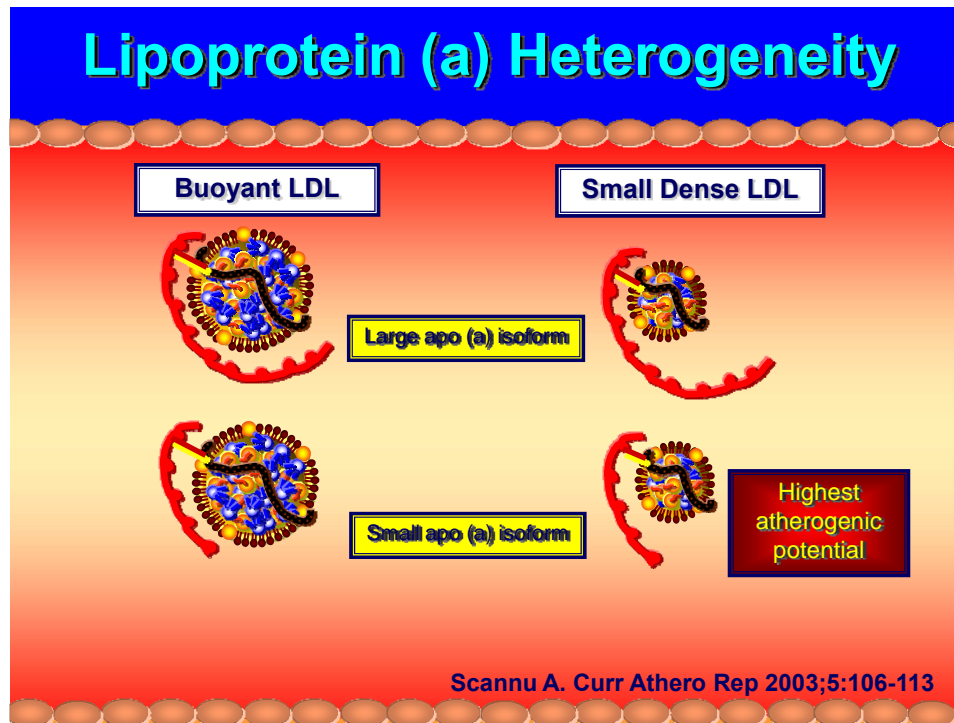 Lipoprotein (a) Heterogeneity
Buoyant LDL
Small Dense LDL
Large apo (a) isoform
Small apo (a) isoform
Highest
atherogenic
potential
Scannu A. Curr Athero Rep 2003;5:106-113